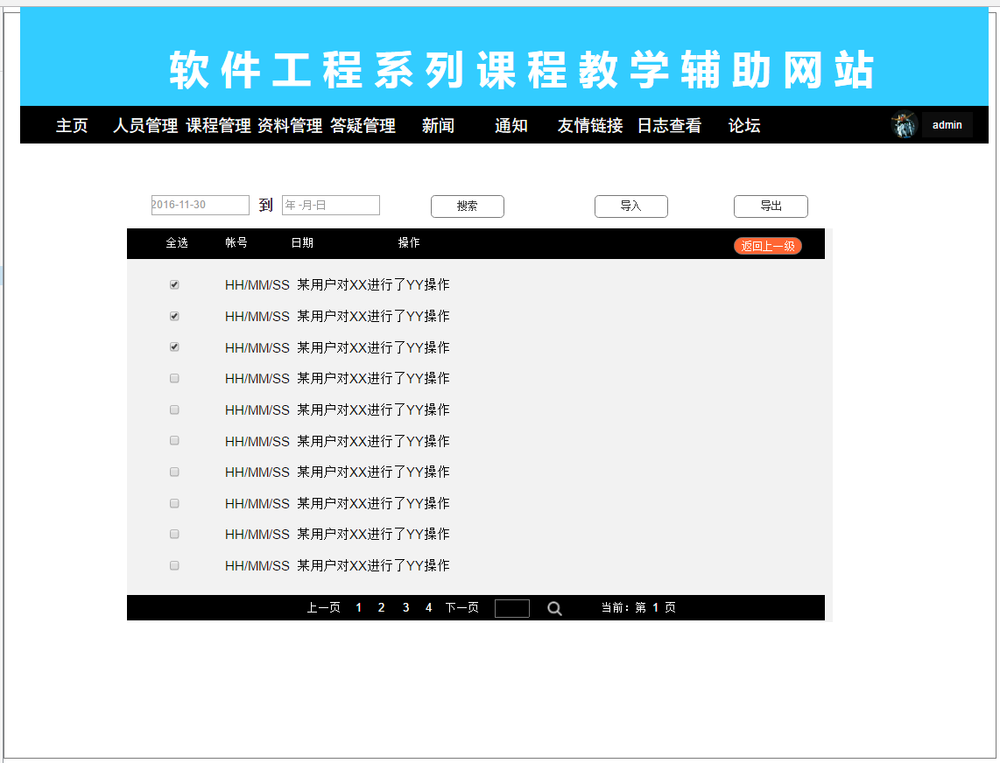 软件工程系列课程教学辅助网站
主页 人员管理 课程管理 资料管理 答疑管理 新闻 通知 友情链接 日志查看 论坛 admin
2016-11-30 到 年-月-日 搜索 导入 导出
全选 帐号 日期 操作 返回上一级
HH/MM/SS 某用户对XX进行了YY操作
HH/MM/SS 某用户对XX进行了YY操作
HH/MM/SS 某用户对XX进行了YY操作
HH/MM/SS 某用户对XX进行了YY操作
HH/MM/SS 某用户对XX进行了YY操作
HH/MM/SS 某用户对XX进行了YY操作
HH/MM/SS 某用户对XX进行了YY操作
HH/MM/SS 某用户对XX进行了YY操作
HH/MM/SS 某用户对XX进行了YY操作
HH/MM/SS 某用户对XX进行了YY操作
上一页 1 2 3 4 下一页 当前：第 1 页